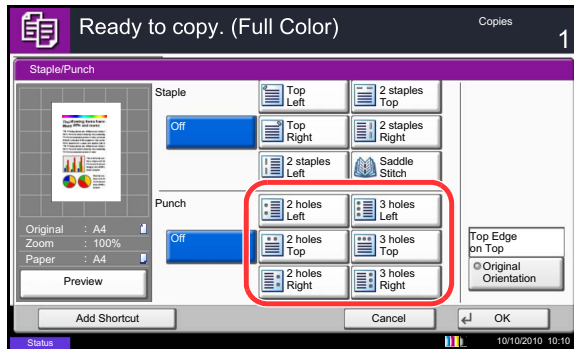 Ready to copy. (Full Color)
Copies
1
Staple/Punch
Staple
Off
Top
Left
2 staples
Top
Top
Right
2 staples
Right
2 staples
Left
Saddle
Stitch
Punch
Off
2 holes
Left
3 holes
Left
2 holes
Top
3 holes
Top
2 holes
Right
3 holes
Right
Original : A4
Zoom : 100%
Paper : A4
Preview
Top Edge
on Top
Original
Orientation
Add Shortcut
Cancel
OK
Status
10/10/2010 10:10